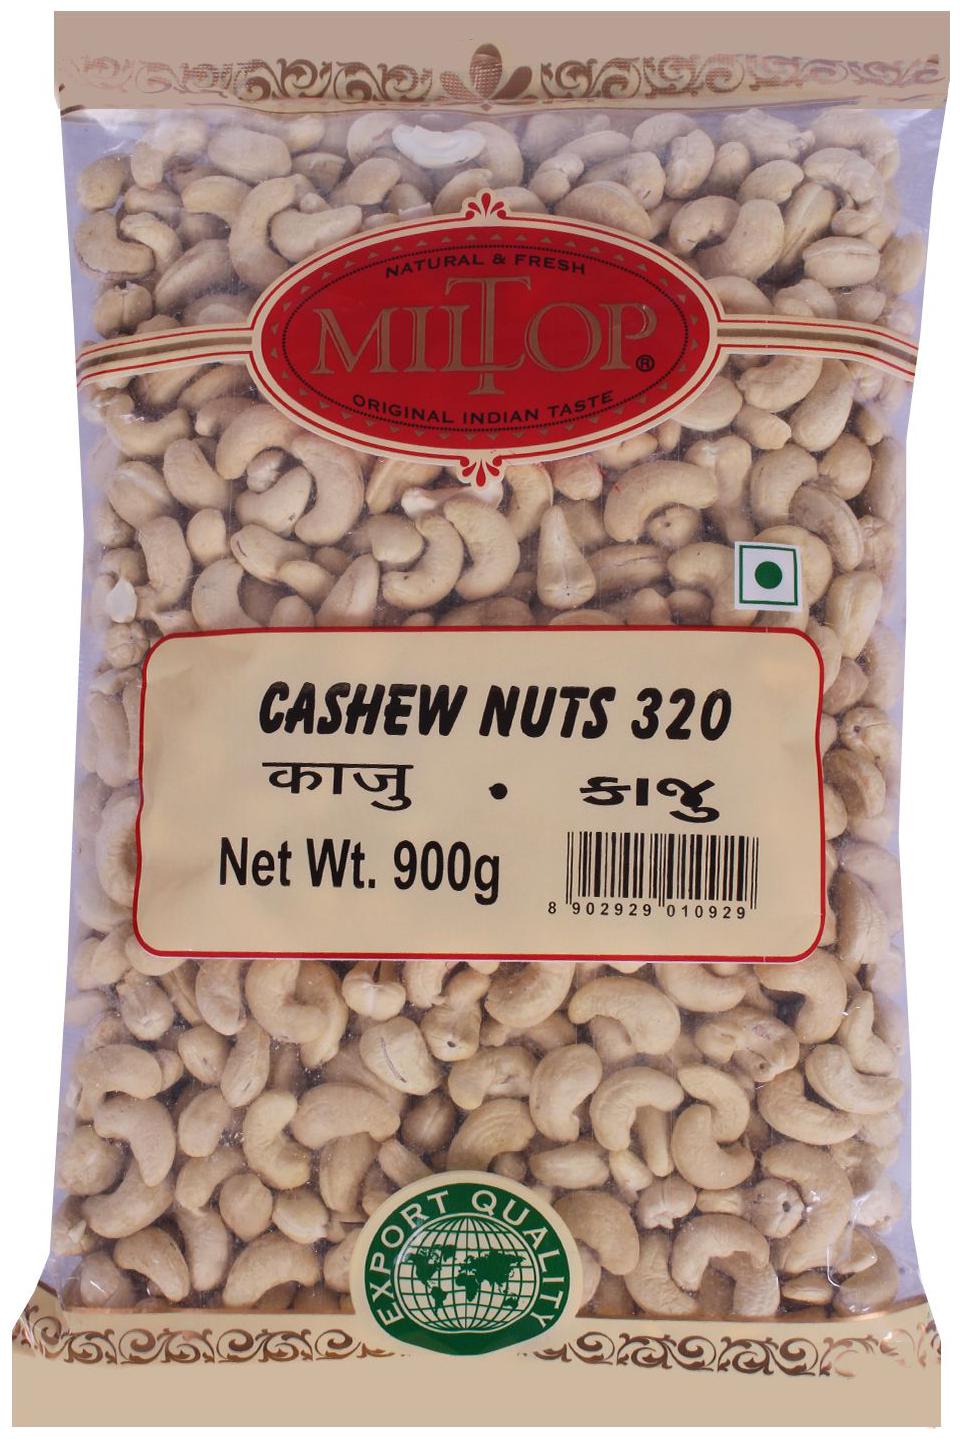 NATURAL & FRESH
MILTOP®
ORIGINAL INDIAN TASTE
CASHEW NUTS 320
काजु • કાજુ
Net Wt. 900g
8 902929 010929
EXPORT QUALITY